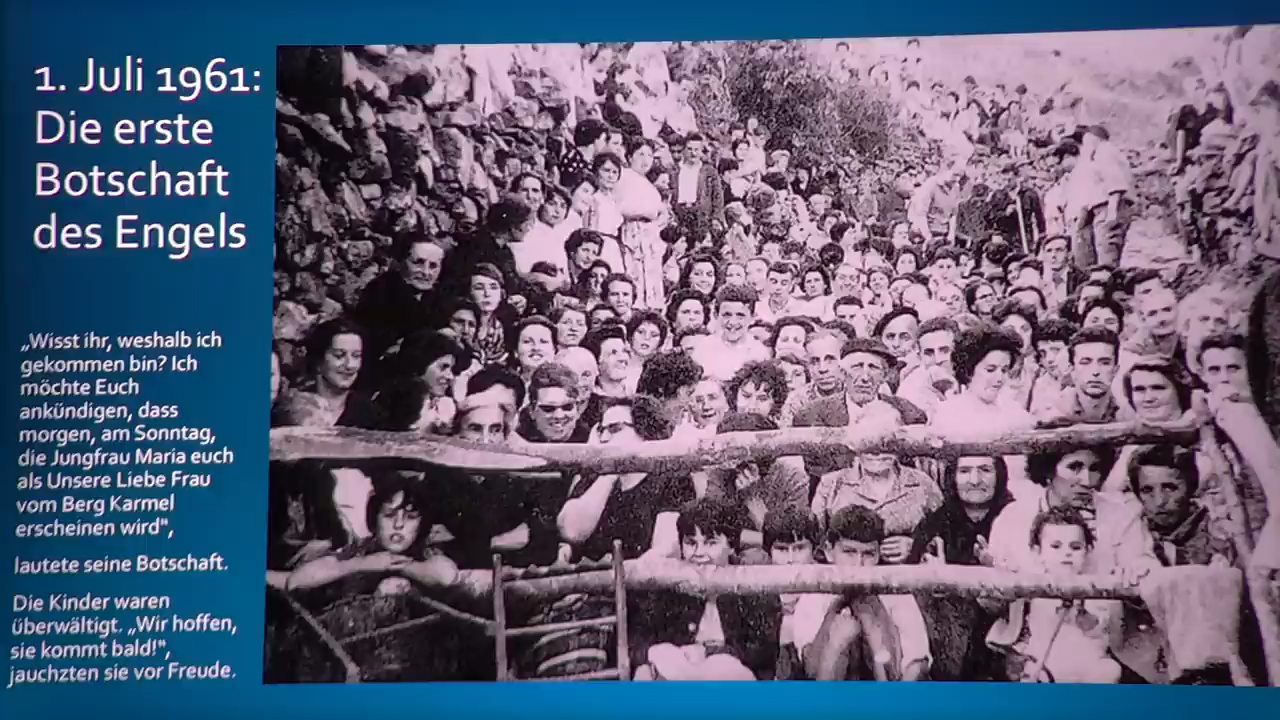 1. Juli 1961:
Die erste
Botschaft
des Engels
„Wisst ihr, weshalb ich
gekommen bin? Ich
möchte Euch
ankündigen, dass
morgen, am Sonntag,
die Jungfrau Maria euch
als Unsere Liebe Frau
vom Berg Karmel
erscheinen wird",
lautete seine Botschaft.
Die Kinder waren
überwältigt. „Wir hoffen,
sie kommt bald!",
jauchzten sie vor Freude.